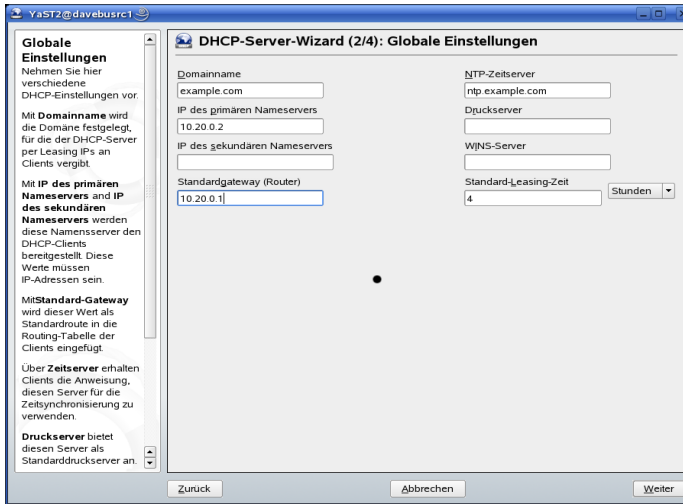 YaST2@davebusrc1
Globale
Einstellungen
Nehmen Sie hier
verschiedene
DHCP-Einstellungen vor.
Mit Domainname wird
die Domäne festgelegt,
für die der DHCP-Server
per Leasing IPs an
Clients vergibt.
Mit IP des primären
Nameservers and IP
des sekundären
Nameservers werden
diese Namensserver den
DHCP-Clients
bereitgestellt. Diese
Werte müssen
IP-Adressen sein.
MitStandard-Gateway
wird dieser Wert als
Standardroute in die
Routing-Tabelle der
Clients eingefügt.
Über Zeitserver erhalten
Clients die Anweisung,
diesen Server für die
Zeitsynchronisierung zu
verwenden.
Druckserver bietet
diesen Server als
Standarddruckserver an.
DHCP-Server-Wizard (2/4): Globale Einstellungen
Domainname
example.com
IP des primären Nameservers
10.20.0.2
IP des sekundären Nameservers
Standardgateway (Router)
10.20.0.1
NTP-Zeitserver
ntp.example.com
Druckserver
WINS-Server
Standard-Leasing-Zeit
4
Stunden
Zurück
Abbrechen
Weiter